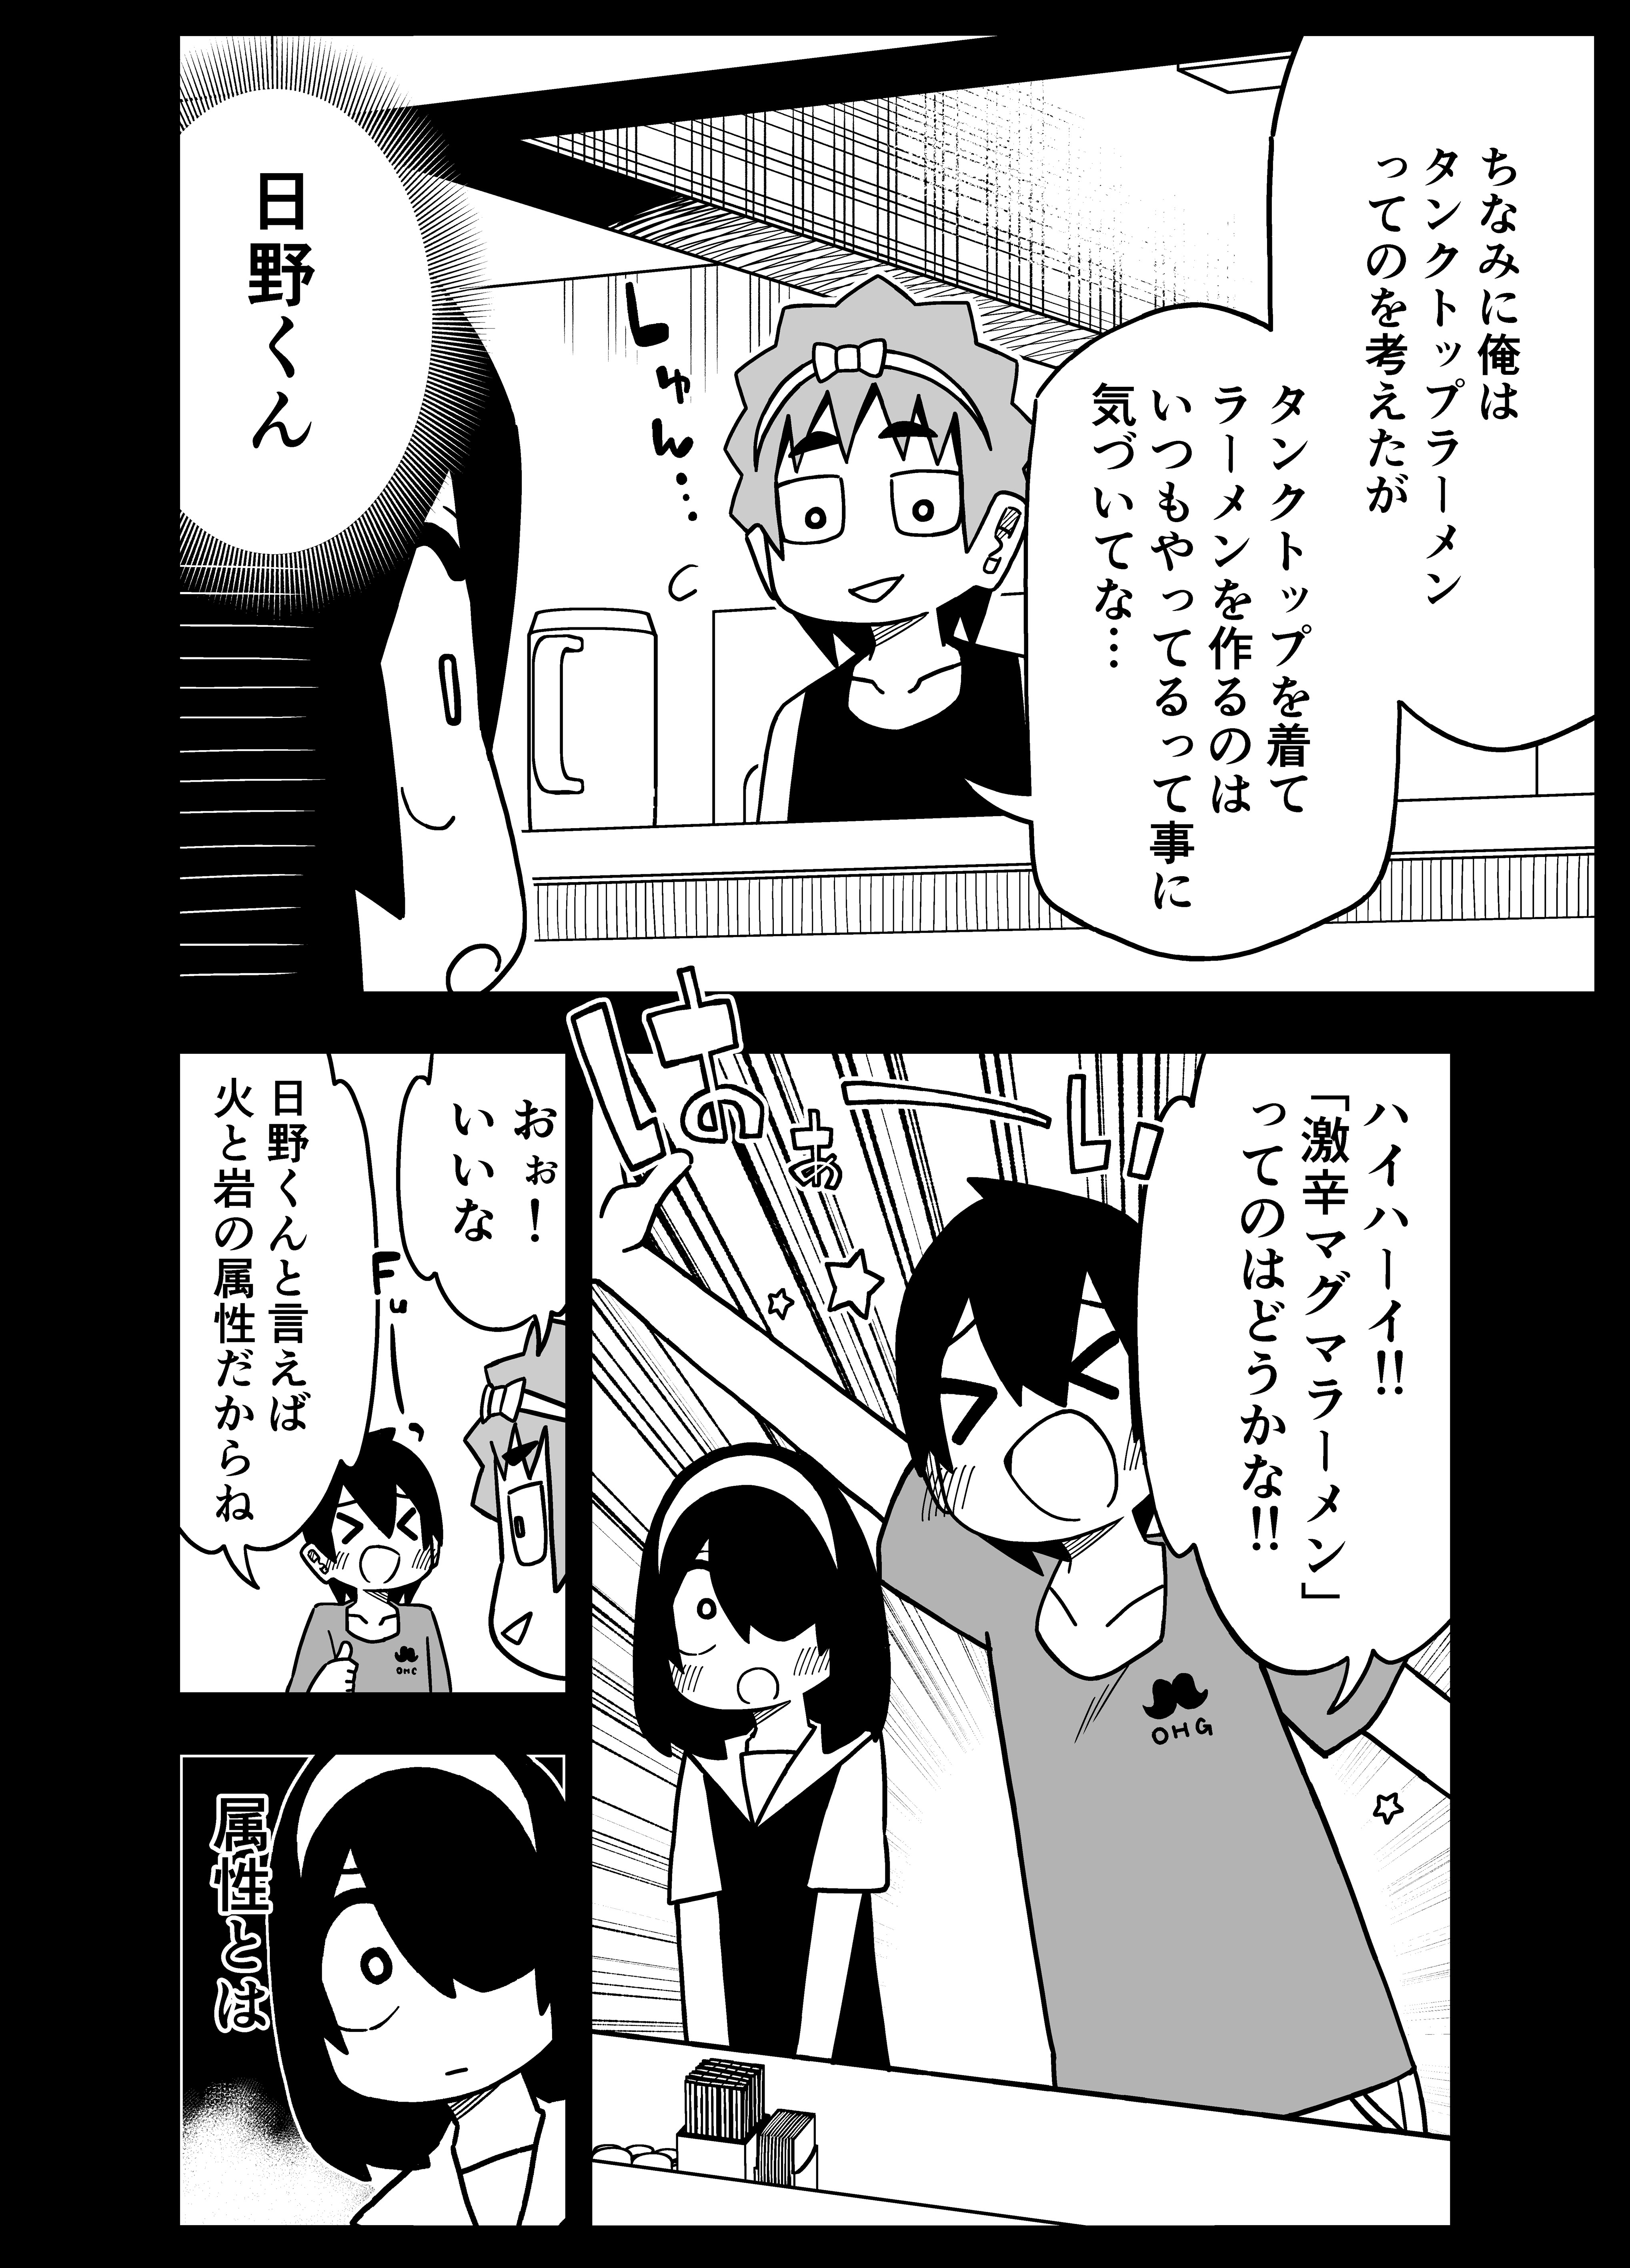 ちなみに俺は
タンクトップラーメン
ってのを考えたが
タンクトップを着て
ラーメンを作るのは
いつもやってるって事に
気づいてな…
しゅん…
日野くん
ハイハーイ!!
「激辛マグマラーメン」
ってのはどうかな!!
はぁーい!
OHG
おぉ!
いいな
Fu
日野くんと言えば
火と岩の属性だからね
OHG
属性とは